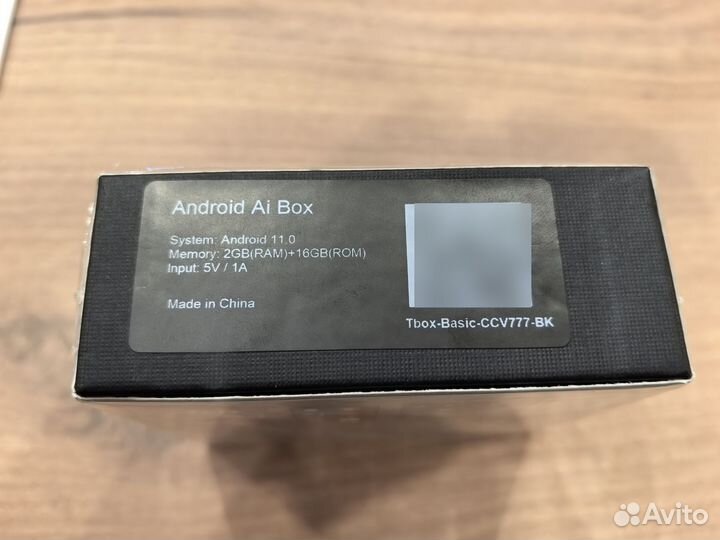 Android Ai Box
System: Android 11.0
Memory: 2GB(RAM)+16GB(ROM)
Input: 5V / 1A
Made in China
Tbox-Basic-CCV777-BK
Avito